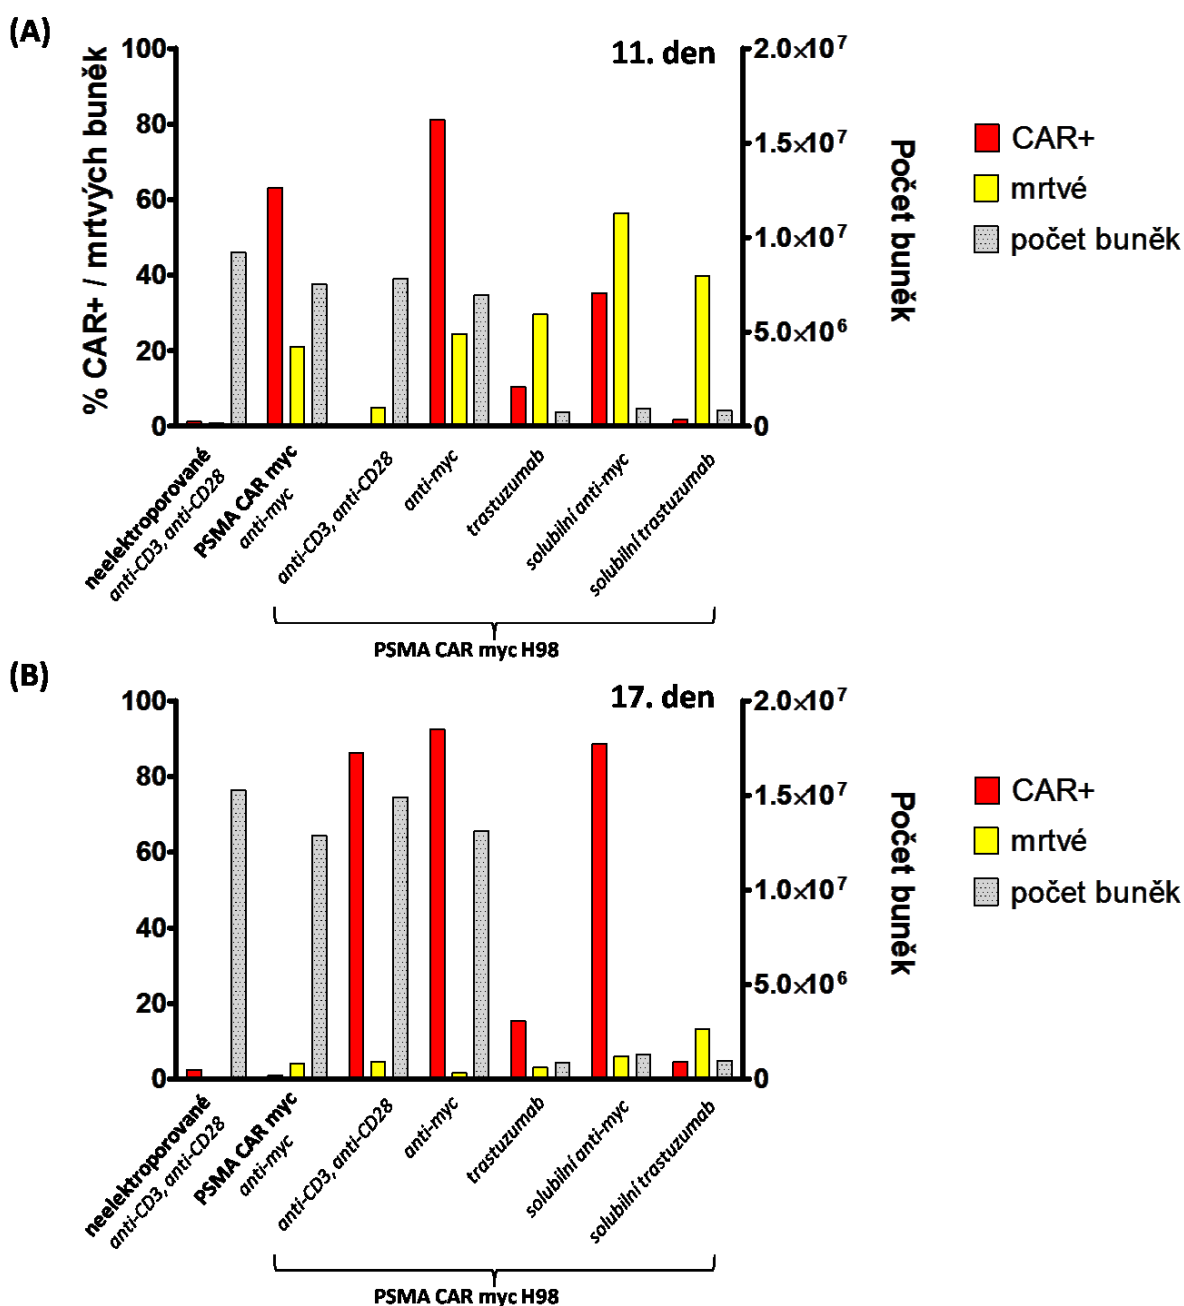 (A)
11. den
% CAR+ / mrtvých buněk
100
80
60
40
20
0
2.0×10⁷
1.5×10⁷
1.0×10⁷
5.0×10⁶
0
Počet buněk
CAR+
mrtvé
počet buněk
neelektroporované
anti-CD3, anti-CD28
PSMA CAR myc
anti-myc
anti-CD3, anti-CD28
anti-myc
trastuzumab
solubilní anti-myc
solubilní trastuzumab
PSMA CAR myc H98
(B)
17. den
100
80
60
40
20
0
2.0×10⁷
1.5×10⁷
1.0×10⁷
5.0×10⁶
0
Počet buněk
CAR+
mrtvé
počet buněk
neelektroporované
anti-CD3, anti-CD28
PSMA CAR myc
anti-myc
anti-CD3, anti-CD28
anti-myc
trastuzumab
solubilní anti-myc
solubilní trastuzumab
PSMA CAR myc H98